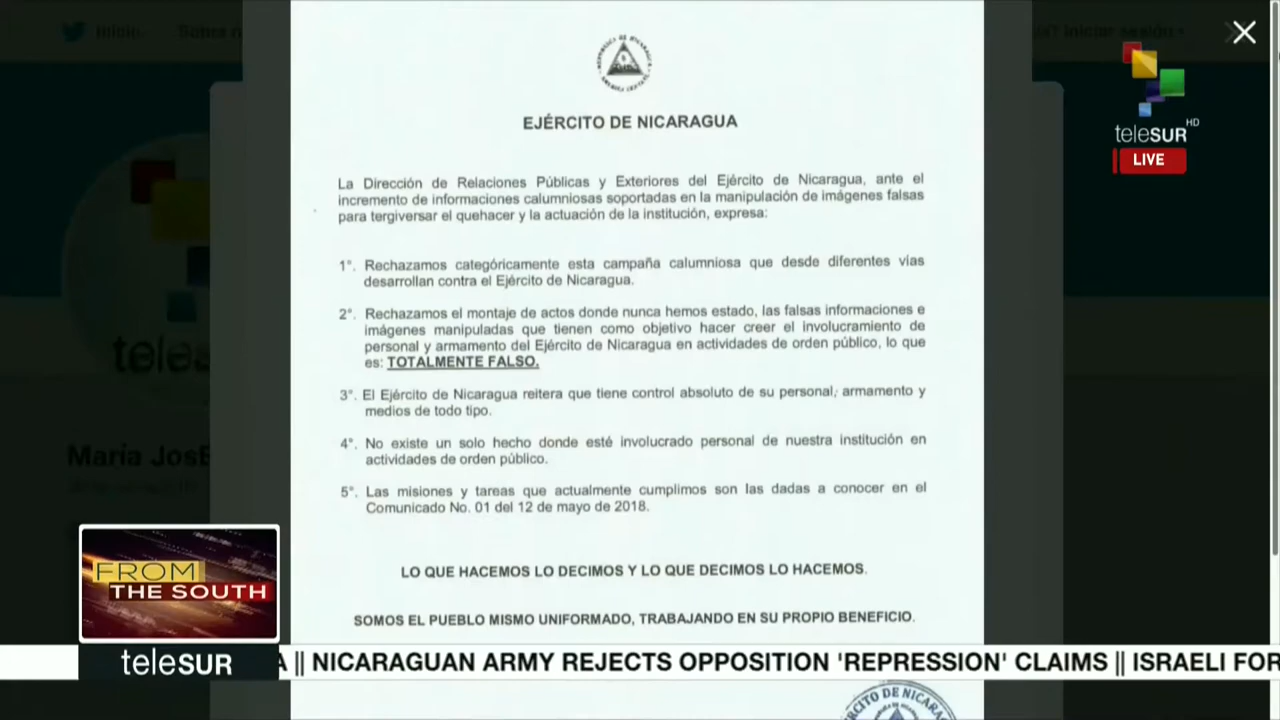 EJÉRCITO DE NICARAGUA
La Dirección de Relaciones Públicas y Exteriores del Ejército de Nicaragua, ante el
incremento de informaciones calumniosas soportadas en la manipulación de imágenes falsas
para tergiversar el quehacer y la actuación de la institución, expresa:
1°. Rechazamos categóricamente esta campaña calumniosa que desde diferentes vías
desarrollan contra el Ejército de Nicaragua.
2°. Rechazamos el montaje de actos donde nunca hemos estado, las falsas informaciones e
imágenes manipuladas que tienen como objetivo hacer creer el involucramiento de
personal y armamento del Ejército de Nicaragua en actividades de orden público, lo que
es: TOTALMENTE FALSO.
3°. El Ejército de Nicaragua reitera que tiene control absoluto de su personal, armamento y
medios de todo tipo.
4°. No existe un solo hecho donde esté involucrado personal de nuestra institución en
actividades de orden público.
5°. Las misiones y tareas que actualmente cumplimos son las dadas a conocer en el
Comunicado No. 01 del 12 de mayo de 2018.
LO QUE HACEMOS LO DECIMOS Y LO QUE DECIMOS LO HACEMOS.
SOMOS EL PUEBLO MISMO UNIFORMADO, TRABAJANDO EN SU PROPIO BENEFICIO.
teleSUR HD
LIVE
Inicio
iniciar sesión
teles
María José
FROM
THE SOUTH
teleSUR
A || NICARAGUAN ARMY REJECTS OPPOSITION 'REPRESSION' CLAIMS || ISRAELI FOR
DE NICARAG